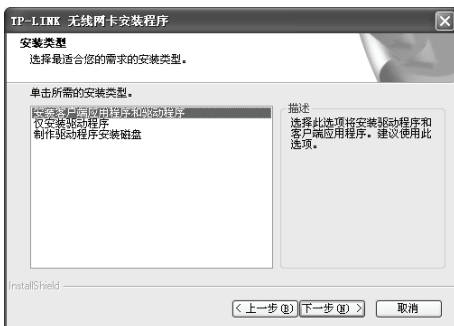 TP-LINK 无线网卡安装程序
安装类型
选择最适合您的需求的安装类型。
单击所需的安装类型。
安装客户端应用程序和驱动程序
仅安装驱动程序
制作驱动程序安装磁盘
描述
选择此选项将安装驱动程序和
客户端应用程序。建议使用此
选项。
InstallShield
< 上一步(B)
下一步(N) >
取消